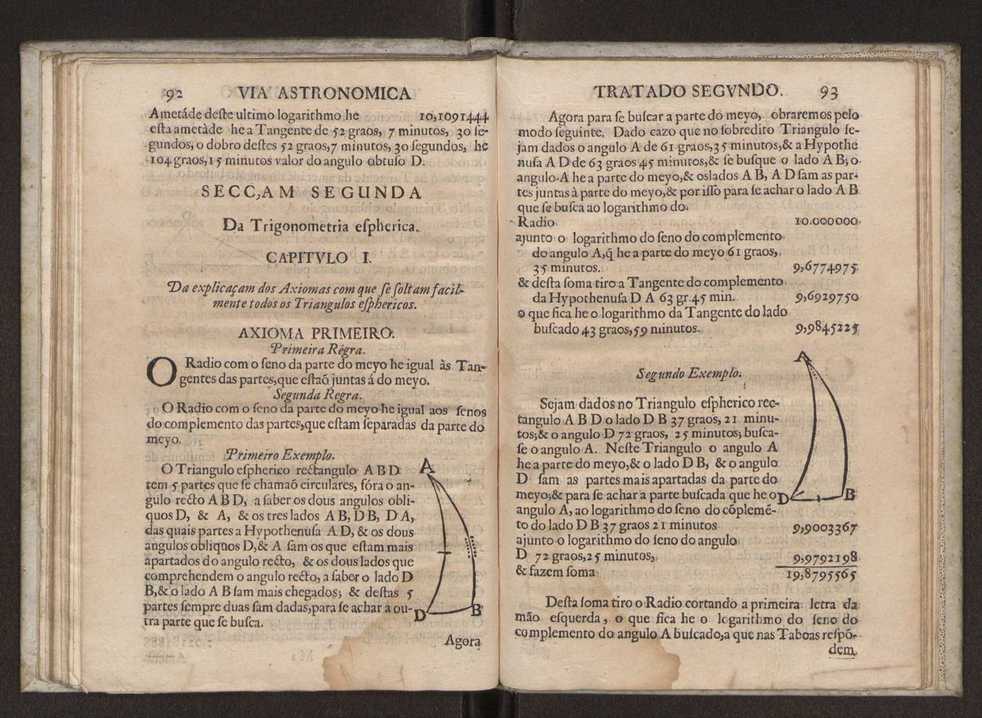 92 VIA ASTRONOMICA
Ametáde deſte ultimo logarithmo he 10,1091444
eſta ametàde he a Tangente de 52 graos, 7 minutos, 30 ſe-
gundos, o dobro deſtes 52 graos, 7 minutos, 30 ſegundos, he
104 graos, 15 minutos valor do angulo obtuſo D.
SECC,AM SEGUNDA
Da Trigonometria eſpherica.
CAPITVLO I.
Da explicaçam dos Axiomas com que ſe ſoltam facil-
mente todos os Triangulos eſphericos.
AXIOMA PRIMEIRO.
Primeira Règra.
O Radio com o ſeno da parte do meyo he igual às Tan-
gentes das partes, que eſtaõ juntas á do meyo.
Segunda Regra.
O Radio com o ſeno da parte do meyo he igual aos ſenos
do complemento das partes, que eſtam ſeparadas da parte do
meyo.
Primeiro Exemplo.
O Triangulo eſpherico rectangulo A B D
tem 5 partes que ſe chamaõ circulares, fóra o an-
gulo recto A B D, a ſaber os dous angulos obli-
quos D, & A, & os tres lados A B, D B, D A,
das quais partes a Hypothenuſa A D, & os dous
angulos obliquos D, & A ſam os que eſtam mais
apartados do angulo recto, & os dous lados que
comprehendem o angulo recto, a ſaber o lado D
B, & o lado A B ſam mais chegados; & deſtas 5
partes ſempre duas ſam dadas, para ſe achar a ou-
tra parte que ſe buſca.
A
D
B
Agora
TRATADO SEGVNDO. 93
Agora para ſe buſcar a parte do meyo, obraremos pelo
modo ſeguinte. Dado cazo que no ſobredito Triangulo ſe-
jam dados o angulo A de 61 graos, 35 minutos, & a Hypothe
nuſa A D de 63 graos 45 minutos, & ſe buſque o lado A B; o
angulo A he a parte do meyo, & os lados A B, A D ſam as par-
tes juntas à parte do meyo, & por iſſo para ſe achar o lado A B
que ſe buſca ao logarithmo do
Radio 10.000000
ajunto o logarithmo do ſeno do complemento
do angulo A, q̃ he a parte do meyo 61 graos,
35 minutos. 9,6774975
& deſta ſoma tiro a Tangente do complemento
da Hypothenuſa D A 63 gr. 45 min. 9,6929750
o que fica he o logarithmo da Tangente do lado
buſcado 43 graos, 59 minutos. 9,9845225
Segundo Exemplo.
Sejam dados no Triangulo eſpherico rec-
tangulo A B D o lado D B 37 graos, 21 minu-
tos; & o angulo D 72 graos, 25 minutos; buſca-
ſe o angulo A. Neſte Triangulo o angulo A
he a parte do meyo, & o lado D B, & o angulo
D ſam as partes mais apartadas da parte do
meyo; & para ſe achar a parte buscada que he o
angulo A, ao logarithmo do ſeno do cõplemẽ-
to do lado D B 37 graos 21 minutos 9,9003367
ajunto o logarithmo do ſeno do angulo
D 72 graos, 25 minutos, 9,9792198
& fazem ſoma 19,8795565
A
D
B
Deſta ſoma tiro o Radio cortando a primeira letra da
mão eſquerda, o que fica he o logarithmo do ſeno do
complemento do angulo A buſcado, a que nas Taboas reſpõ-
dem